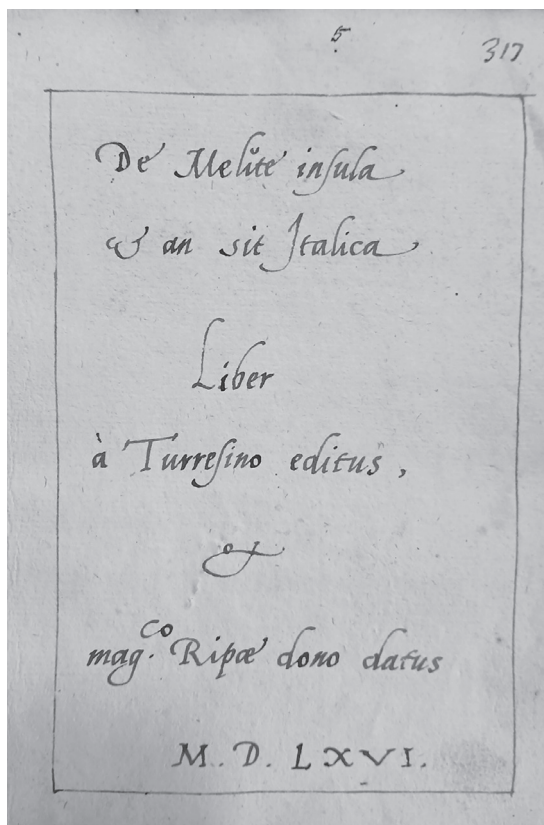 5
317
De Melite insula
& an sit Italica
Liber
à Turresino editus,
&
mag.co Ripæ dono datus
M. D. LXVI.